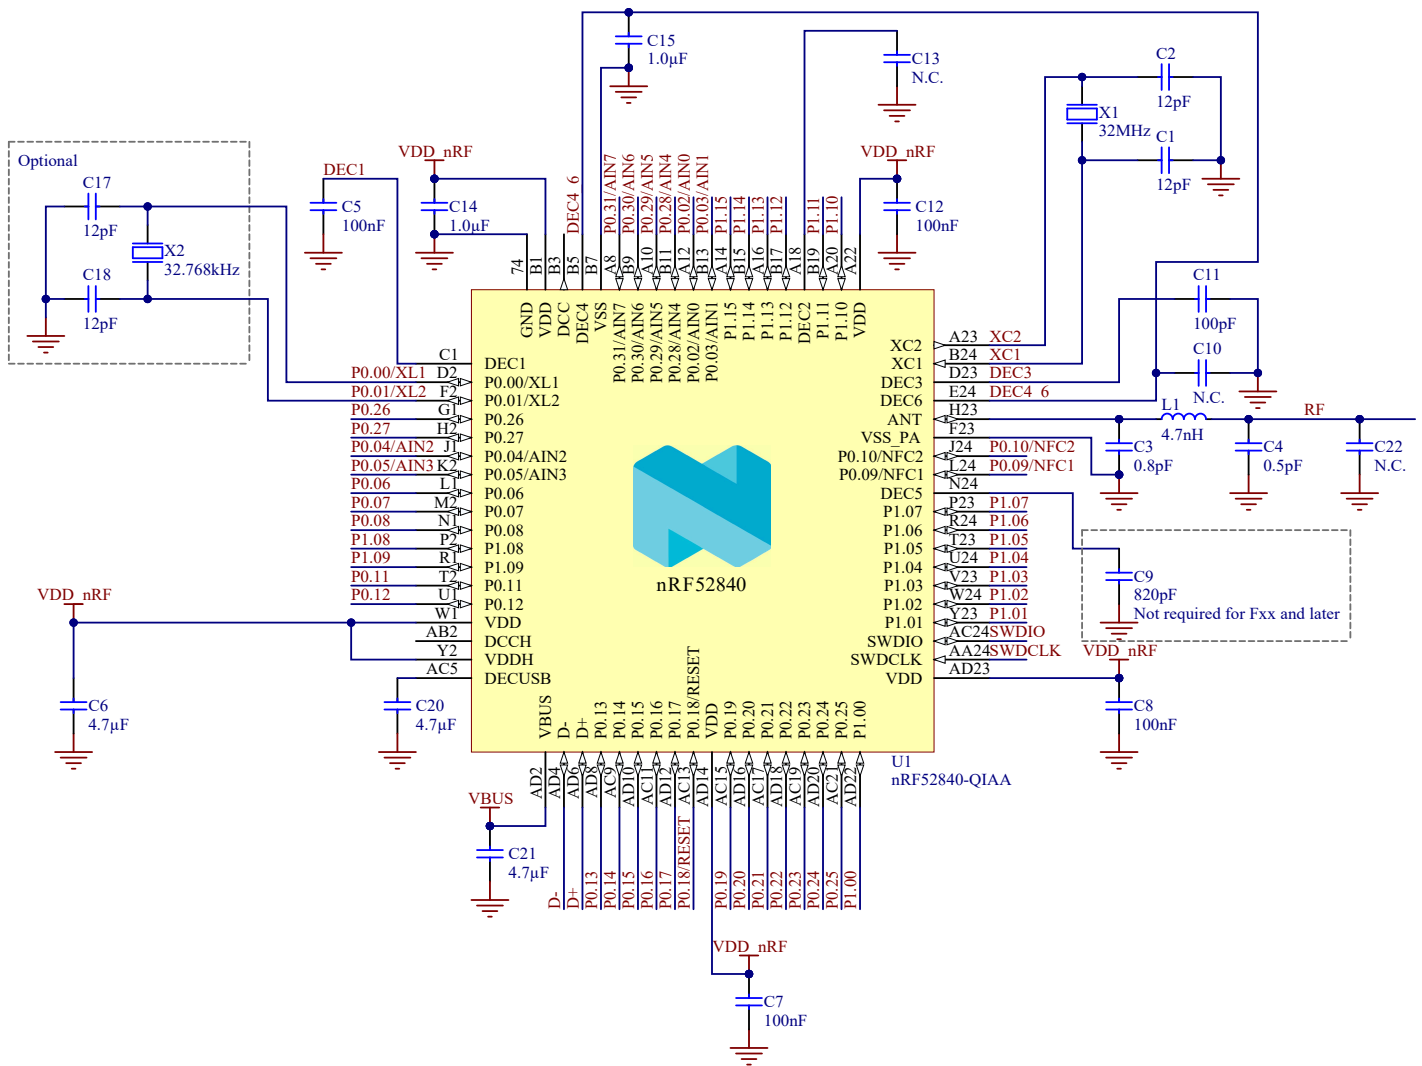 C15
1.0µF
C13
N.C.
C2
12pF
X1
32MHz
C1
12pF
Optional
C17
12pF
X2
32.768kHz
C18
12pF
DEC1
C5
100nF
VDD_nRF
C14
1.0µF
DEC4_6
P0.31/AIN7
P0.30/AIN6
P0.29/AIN5
P0.28/AIN4
P0.02/AIN0
P0.03/AIN1
P1.15
P1.14
P1.13
P1.12
P1.11
P1.10
VDD_nRF
C12
100nF
74
B1
B3
B5
B7
A8
B9
A10
B11
A12
B13
A14
B15
A16
B17
A18
B19
A20
A22
GND
VDD
DCC
DEC4
VSS
P0.31/AIN7
P0.30/AIN6
P0.29/AIN5
P0.28/AIN4
P0.02/AIN0
P0.03/AIN1
P1.15
P1.14
P1.13
P1.12
DEC2
P1.11
P1.10
VDD
C11
100pF
C10
N.C.
C1 DEC1
P0.00/XL1 D2 P0.00/XL1
P0.01/XL2 F2 P0.01/XL2
P0.26 G1 P0.26
P0.27 H2 P0.27
P0.04/AIN2 J1 P0.04/AIN2
P0.05/AIN3 K2 P0.05/AIN3
P0.06 L1 P0.06
P0.07 M2 P0.07
P0.08 N1 P0.08
P1.08 P2 P1.08
P1.09 R1 P1.09
P0.11 T2 P0.11
P0.12 U1 P0.12
W1 VDD
AB2 DCCH
Y2 VDDH
AC5 DECUSB
XC2 A23 XC2
XC1 B24 XC1
DEC3 D23 DEC3
DEC6 E24 DEC4_6
ANT H23
VSS_PA F23
P0.10/NFC2 J24 P0.10/NFC2
P0.09/NFC1 L24 P0.09/NFC1
DEC5 N24
P1.07 P23 P1.07
P1.06 R24 P1.06
P1.05 T23 P1.05
P1.04 U24 P1.04
P1.03 V23 P1.03
P1.02 W24 P1.02
P1.01 Y23 P1.01
SWDIO AC24 SWDIO
SWDCLK AA24 SWDCLK
VDD AD23
L1
4.7nH
RF
C3
0.8pF
C4
0.5pF
C22
N.C.
C9
820pF
Not required for Fxx and later
VDD_nRF
C8
100nF
nRF52840
VDD_nRF
C6
4.7µF
C20
4.7µF
VBUS
D-
D+
P0.13
P0.14
P0.15
P0.16
P0.17
P0.18/RESET
VDD
P0.19
P0.20
P0.21
P0.22
P0.23
P0.24
P0.25
P1.00
U1
nRF52840-QIAA
AD2
AD4
AD6
AD8
AC9
AD10
AC11
AD12
AC13
AD14
AC15
AD16
AC17
AD18
AC19
AD20
AC21
AD22
VBUS
C21
4.7µF
D-
D+
P0.13
P0.14
P0.15
P0.16
P0.17
P0.18/RESET
P0.19
P0.20
P0.21
P0.22
P0.23
P0.24
P0.25
P1.00
VDD_nRF
C7
100nF